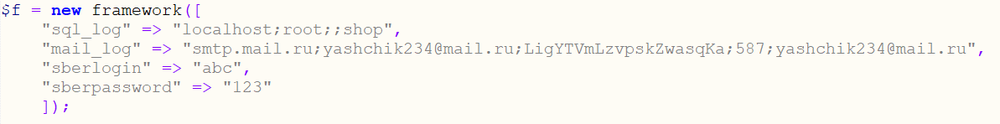 $f = new framework([
"sql_log" => "localhost;root;;shop",
"mail_log" => "smtp.mail.ru;yashchik234@mail.ru;LigYTVmLzvpskZwasqKa;587;yashchik234@mail.ru",
"sberlogin" => "abc",
"sberpassword" => "123"
]);